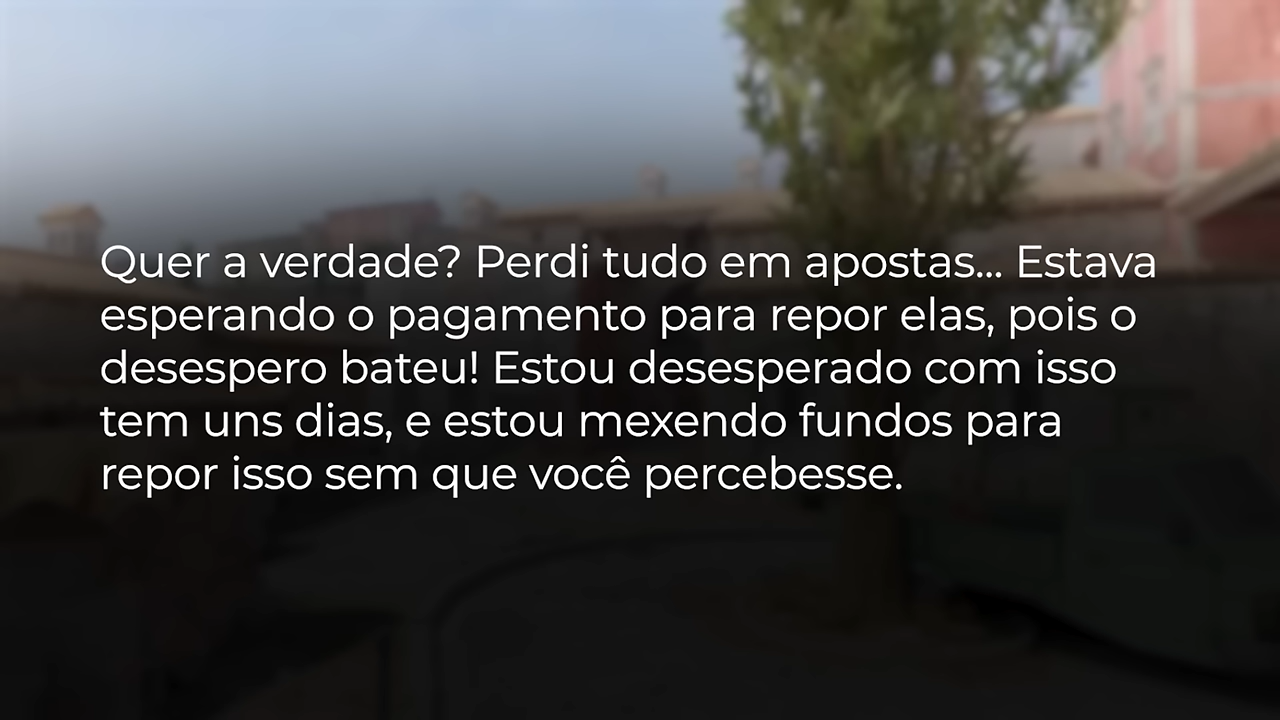 Quer a verdade? Perdi tudo em apostas... Estava
esperando o pagamento para repor elas, pois o
desespero bateu! Estou desesperado com isso
tem uns dias, e estou mexendo fundos para
repor isso sem que você percebesse.